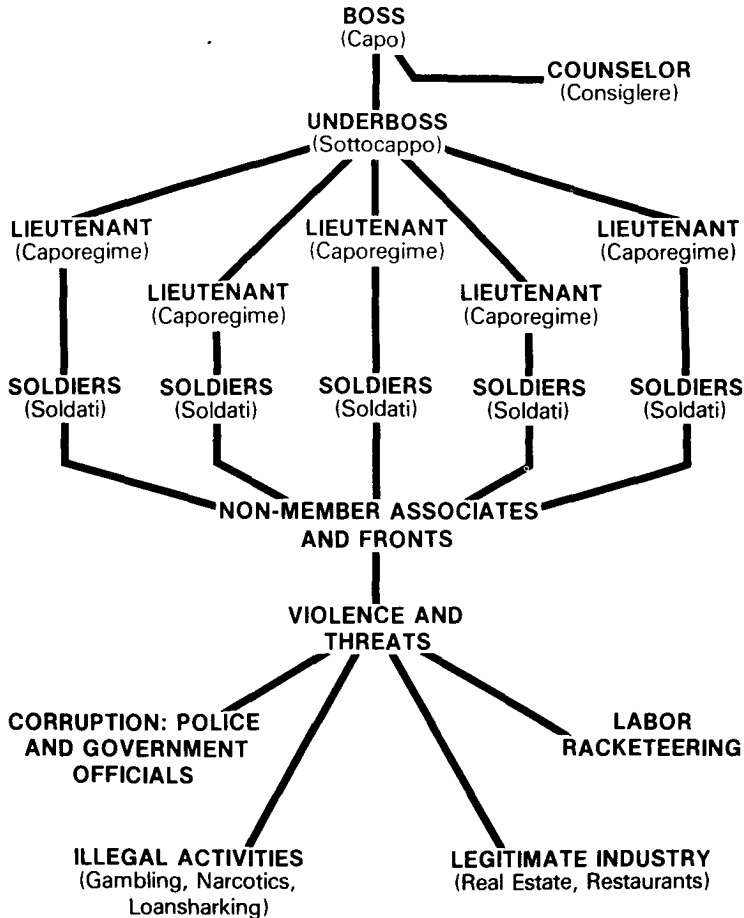 BOSS
(Capo)
COUNSELOR
(Consiglere)
UNDERBOSS
(Sottocappo)
LIEUTENANT
(Caporegime)
LIEUTENANT
(Caporegime)
LIEUTENANT
(Caporegime)
LIEUTENANT
(Caporegime)
LIEUTENANT
(Caporegime)
SOLDIERS
(Soldati)
SOLDIERS
(Soldati)
SOLDIERS
(Soldati)
SOLDIERS
(Soldati)
SOLDIERS
(Soldati)
NON-MEMBER ASSOCIATES
AND FRONTS
VIOLENCE AND
THREATS
CORRUPTION: POLICE
AND GOVERNMENT
OFFICIALS
LABOR
RACKETEERING
ILLEGAL ACTIVITIES
(Gambling, Narcotics,
Loansharking)
LEGITIMATE INDUSTRY
(Real Estate, Restaurants)